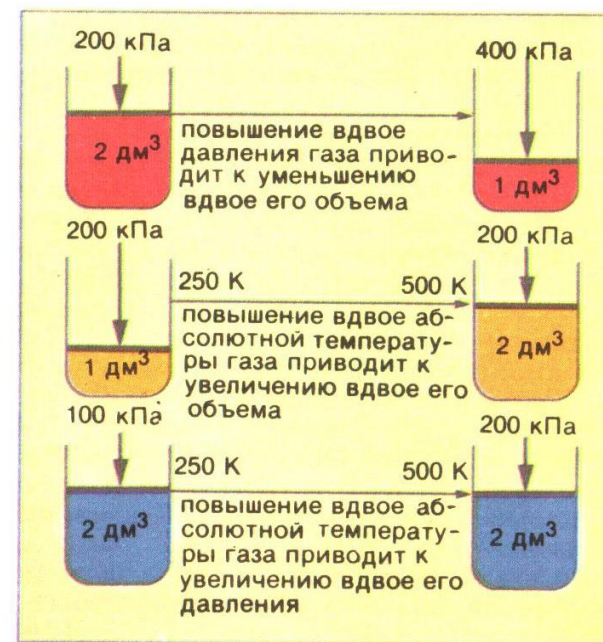 200 кПа
400 кПа
2 дм³
1 дм³
повышение вдвое
давления газа приво-
дит к уменьшению
вдвое его объема
200 кПа
200 кПа
250 К
500 К
1 дм³
2 дм³
повышение вдвое аб-
солютной температу-
ры газа приводит к
увеличению вдвое его
объема
100 кПа
200 кПа
250 К
500 К
2 дм³
2 дм³
повышение вдвое аб-
солютной температу-
ры газа приводит к
увеличению вдвое его
давления